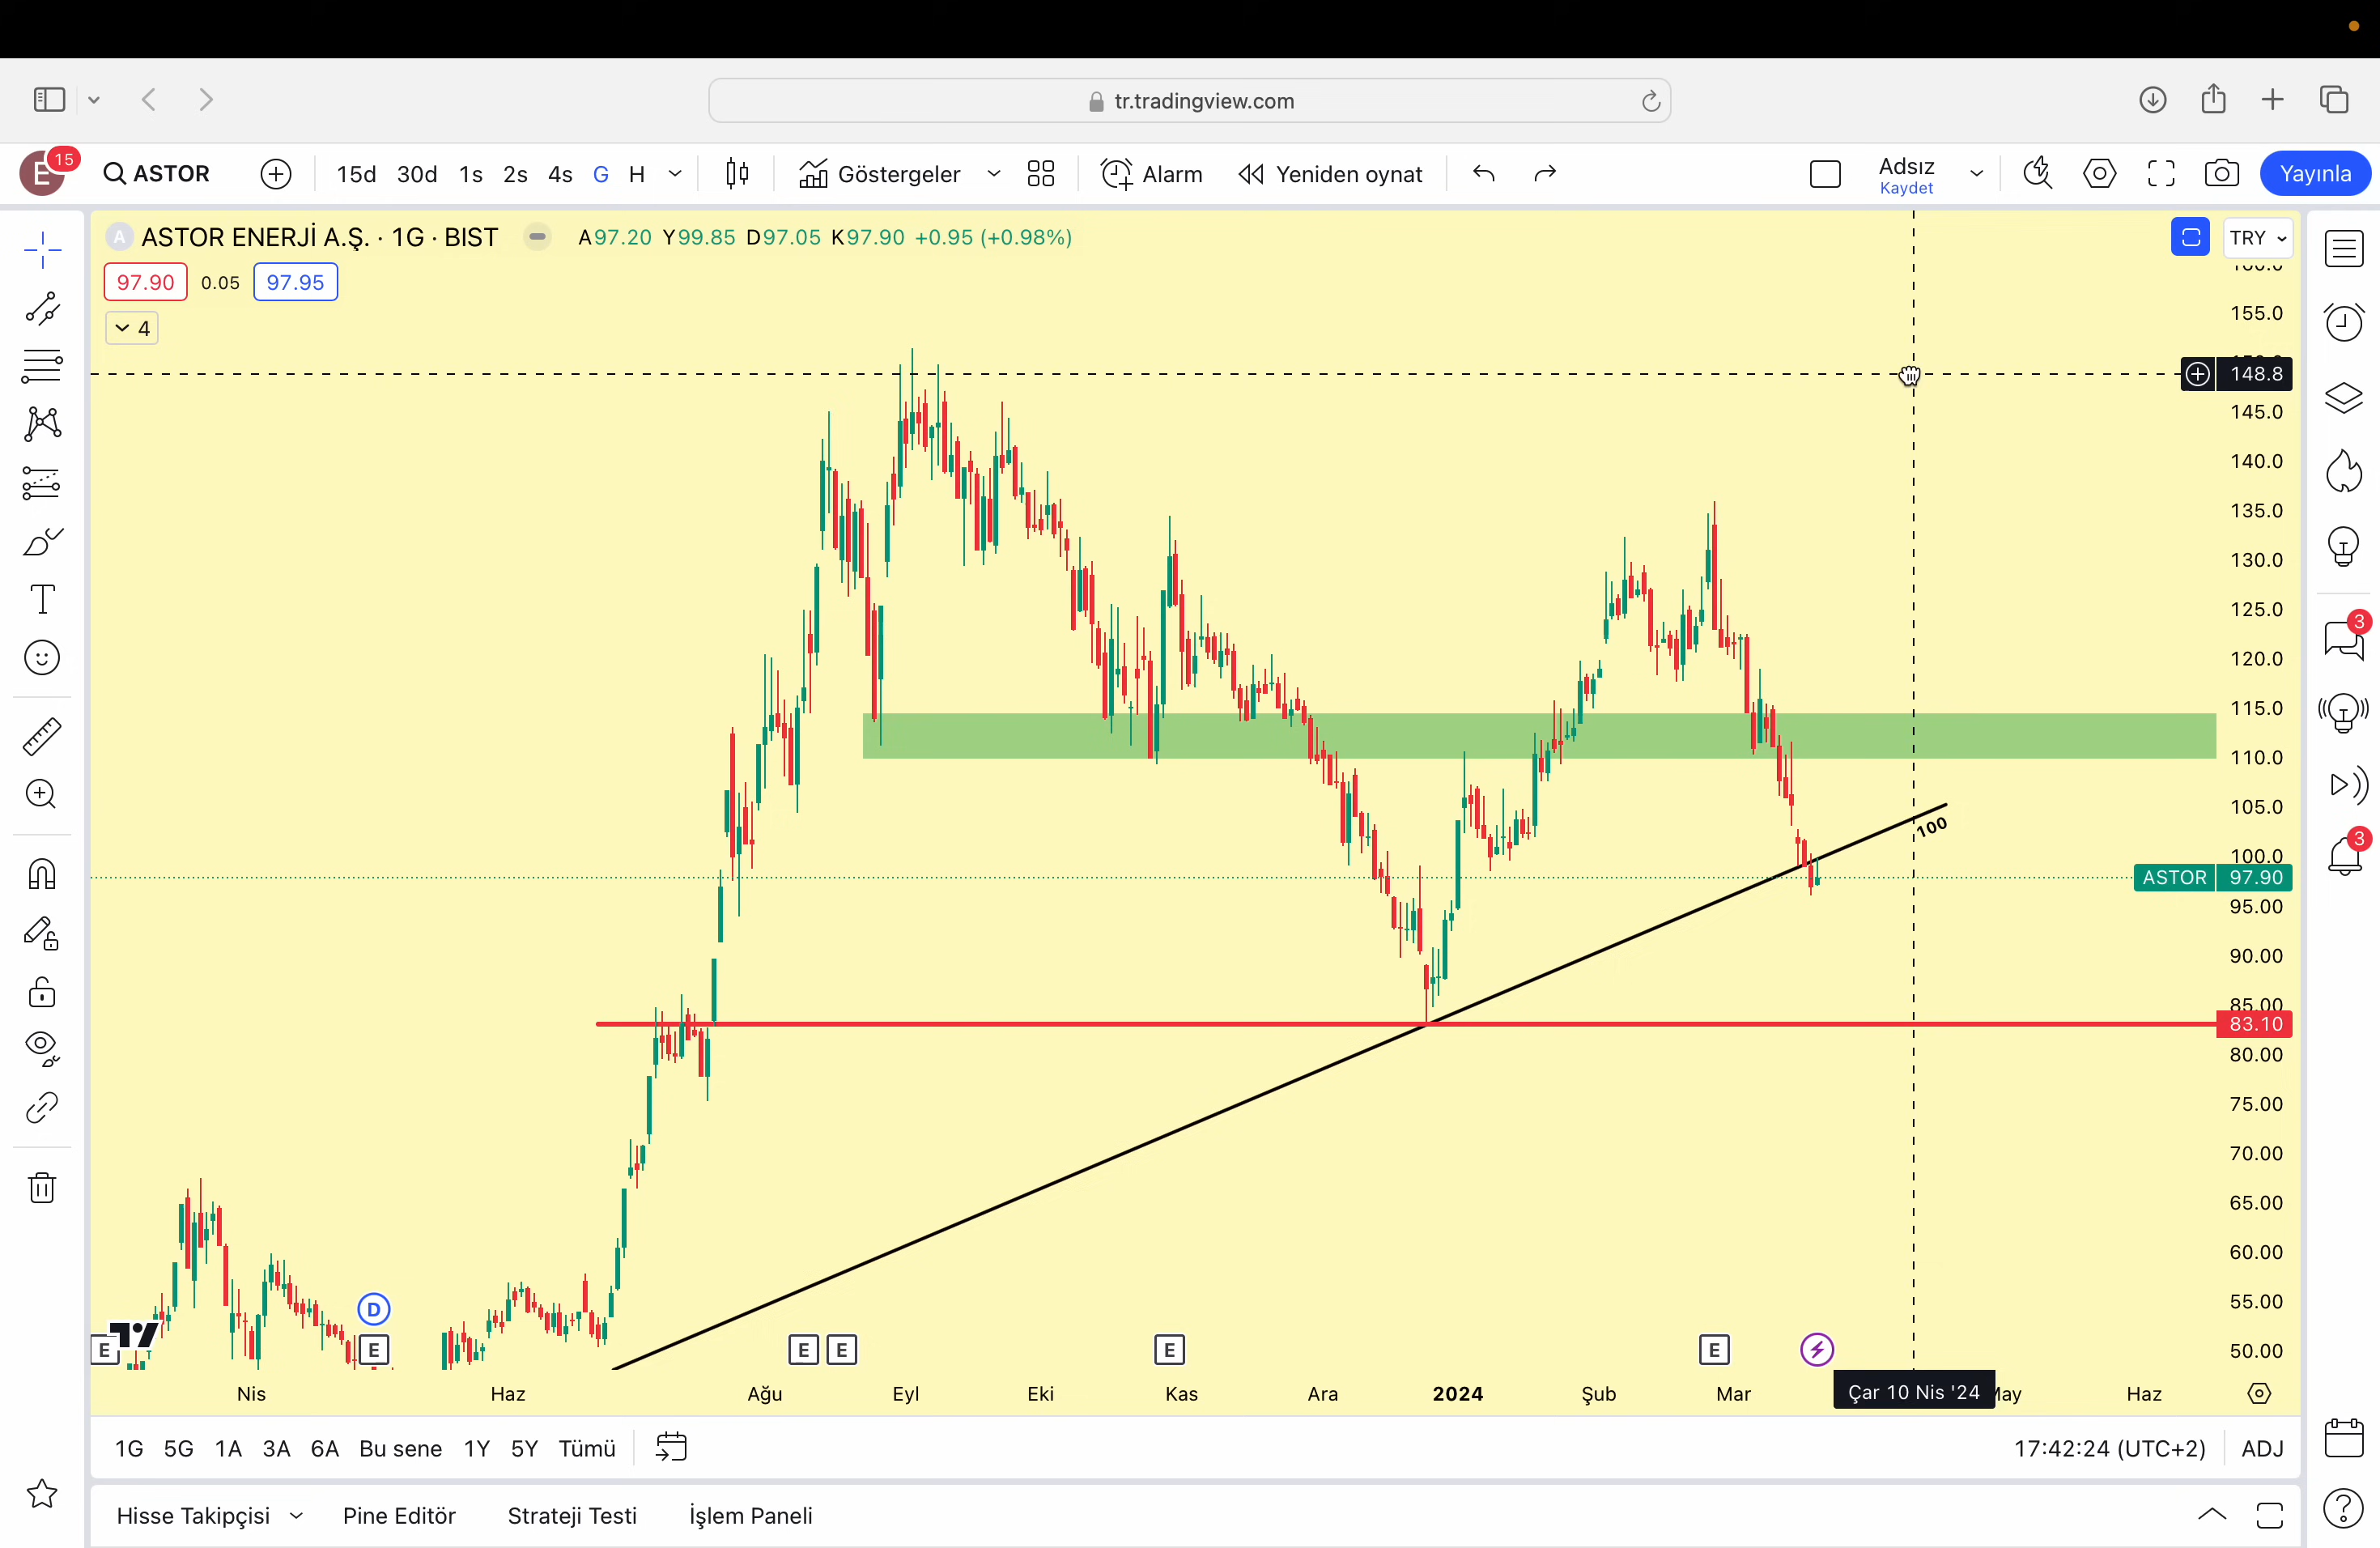 tr.tradingview.com
E 15 ASTOR 15d 30d 1s 2s 4s G H Göstergeler Alarm Yeniden oynat Adsız Kaydet Yayınla
A ASTOR ENERJİ A.Ş. · 1G · BIST A97.20 Y99.85 D97.05 K97.90 +0.95 (+0.98%) TRY
97.90 0.05 97.95
4
155.0
148.8
145.0
140.0
135.0
130.0
125.0
3
120.0
115.0
110.0
105.0
100
3
100.0
ASTOR 97.90
95.00
90.00
85.00
83.10
80.00
75.00
70.00
65.00
60.00
55.00
D
E E E E E E
50.00
Nis Haz Ağu Eyl Eki Kas Ara 2024 Şub Mar Çar 10 Nis '24 May Haz
1G 5G 1A 3A 6A Bu sene 1Y 5Y Tümü 17:42:24 (UTC+2) ADJ
Hisse Takipçisi Pine Editör Strateji Testi İşlem Paneli